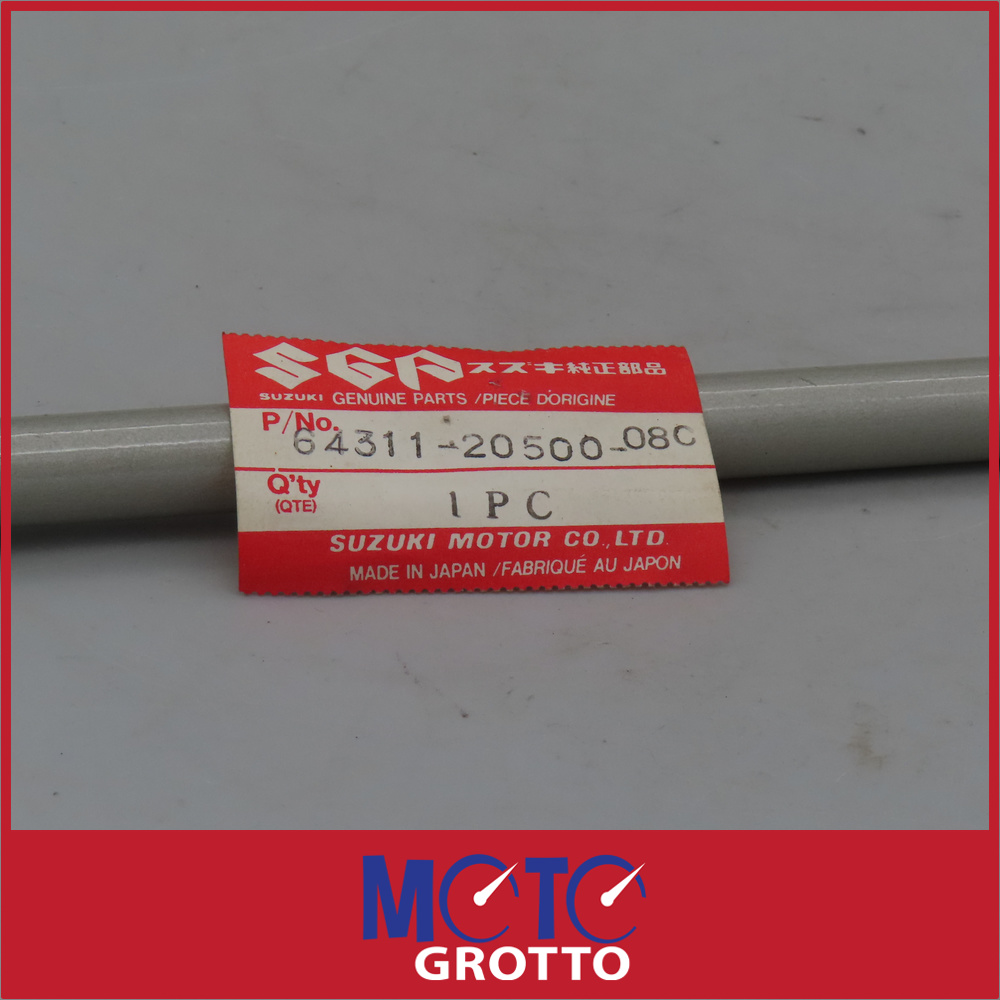 SGP スズキ純正部品
SUZUKI GENUINE PARTS /PIECE D'ORIGINE
P/No. 64311-20500-08C
Q'ty 1 PC
(QTE)
SUZUKI MOTOR CO.,LTD.
MADE IN JAPAN /FABRIQUÉ AU JAPON
MOTO
GROTTO